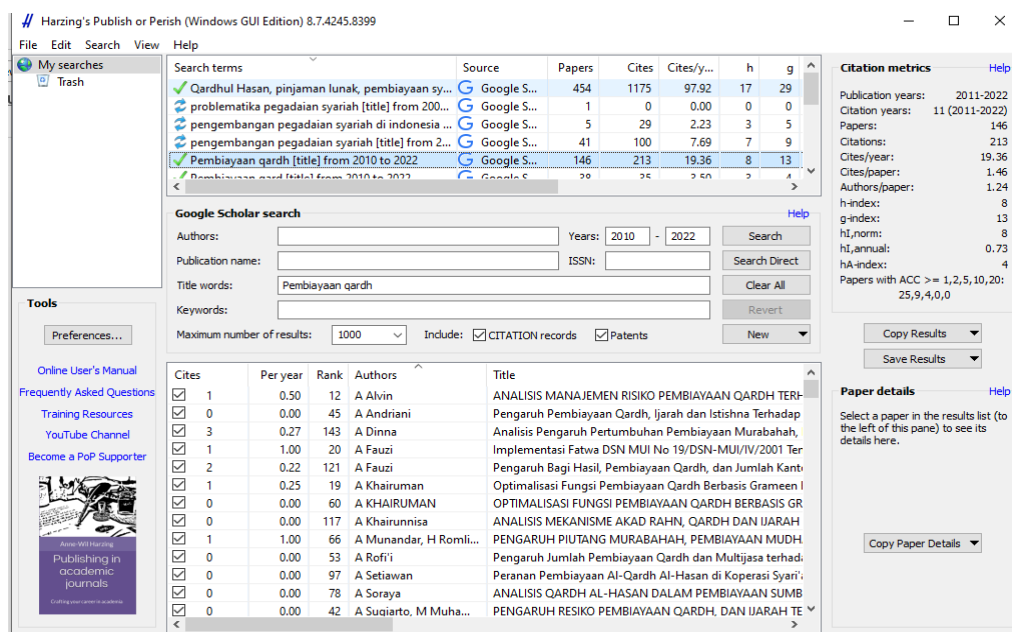 Harzing's Publish or Perish (Windows GUI Edition) 8.7.4245.8399
File Edit Search View Help
My searches
Trash
Search terms Source Papers Cites Cites/y... h g
Qardhul Hasan, pinjaman lunak, pembiayaan sy... Google S... 454 1175 97.92 17 29
problematika pegadaian syariah [title] from 200... Google S... 1 0 0.00 0 0
pengembangan pegadaian syariah di indonesia ... Google S... 5 29 2.23 3 5
pengembangan pegadaian syariah [title] from 2... Google S... 41 100 7.69 7 9
Pembiayaan qardh [title] from 2010 to 2022 Google S... 146 213 19.36 8 13
Google Scholar search Help
Authors: Years: 2010 - 2022 Search
Publication name: ISSN: Search Direct
Title words: Pembiayaan qardh Clear All
Keywords: Revert
Maximum number of results: 1000 Include: CITATION records Patents New
Cites Per year Rank Authors Title
1 0.50 12 A Alvin ANALISIS MANAJEMEN RISIKO PEMBIAYAAN QARDH TERH
0 0.00 45 A Andriani Pengaruh Pembiayaan Qardh, Ijarah dan Istishna Terhadap
3 0.27 143 A Dinna Analisis Pengaruh Pertumbuhan Pembiayaan Murabahah,
1 1.00 20 A Fauzi Implementasi Fatwa DSN MUI No 19/DSN-MUI/IV/2001 Ter
2 0.22 121 A Fauzi Pengaruh Bagi Hasil, Pembiayaan Qardh, dan Jumlah Kant
1 0.25 19 A Khairuman Optimalisasi Fungsi Pembiayaan Qardh Berbasis Grameen
0 0.00 60 A KHAIRUMAN OPTIMALISASI FUNGSI PEMBIAYAAN QARDH BERBASIS GR
0 0.00 117 A Khairunnisa ANALISIS MEKANISME AKAD RAHN, QARDH DAN IJARAH
1 1.00 66 A Munandar, H Romli... PENGARUH PIUTANG MURABAHAH, PEMBIAYAAN MUDH
0 0.00 53 A Rofi'i Pengaruh Jumlah Pembiayaan Qardh dan Multijasa terhad
0 0.00 97 A Setiawan Peranan Pembiayaan Al-Qardh Al-Hasan di Koperasi Syari'
0 0.00 78 A Soraya ANALISIS QARDH AL-HASAN DALAM PEMBIAYAAN SUMB
0 0.00 42 A Sugiarto, M Muha... PENGARUH RESIKO PEMBIAYAAN QARDH, DAN IJARAH TE
Tools
Preferences...
Online User's Manual
Frequently Asked Questions
Training Resources
YouTube Channel
Become a PoP Supporter
Anne-Wil Harzing
Publishing in
academic
journals
Crafting your career in academia
Citation metrics Help
Publication years: 2011-2022
Citation years: 11 (2011-2022)
Papers: 146
Citations: 213
Cites/year: 19.36
Cites/paper: 1.46
Authors/paper: 1.24
h-index: 8
g-index: 13
hI,norm: 8
hI,annual: 0.73
hA-index: 4
Papers with ACC >= 1,2,5,10,20:
25,9,4,0,0
Copy Results
Save Results
Paper details Help
Select a paper in the results list (to
the left of this pane) to see its
details here.
Copy Paper Details